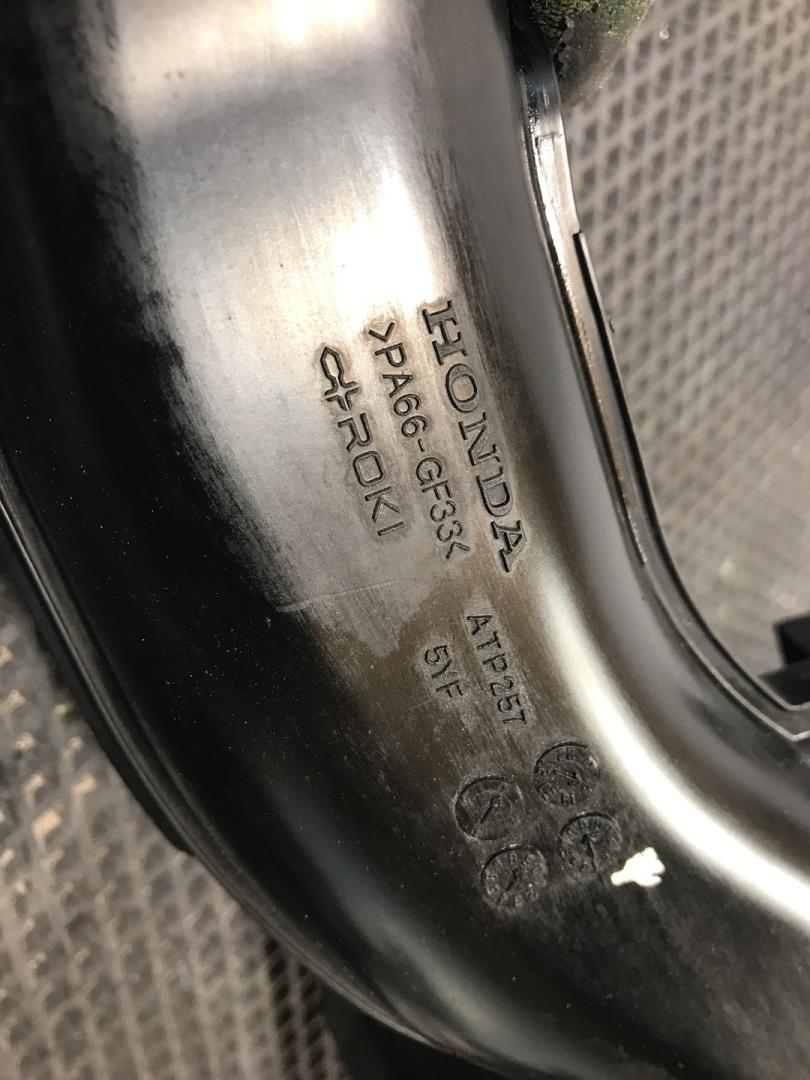 HONDA
>PA66-GF33<
ROKI
ATP257
5YF